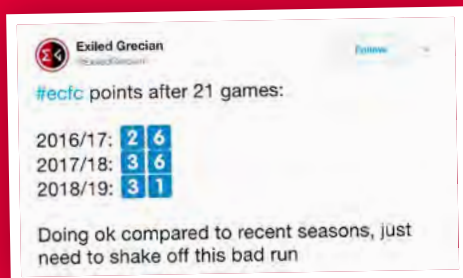 Exiled Grecian
@ExiledGrecian
Follow
#ecfc points after 21 games:
2016/17: 26
2017/18: 36
2018/19: 31
Doing ok compared to recent seasons, just
need to shake off this bad run